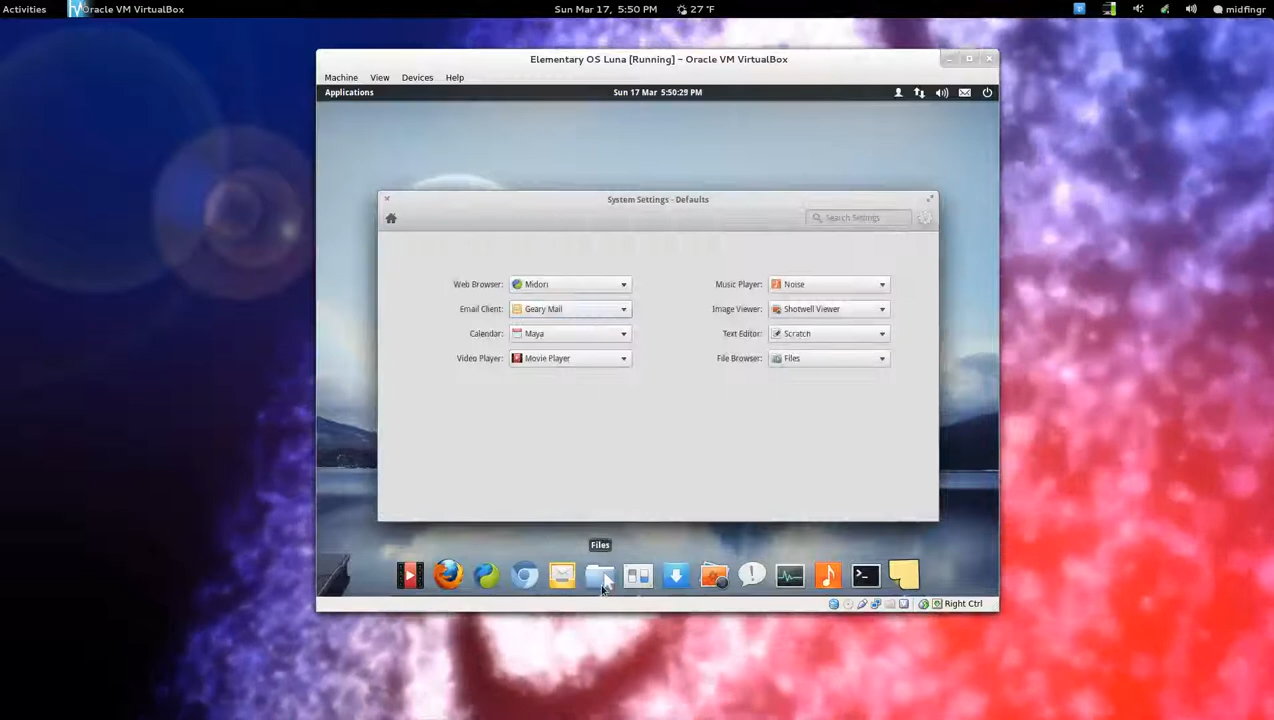 Activities
Oracle VM VirtualBox
Sun Mar 17, 5:50 PM
27 °F
midfingr
Elementary OS Luna [Running] – Oracle VM VirtualBox
Machine View Devices Help
Applications
Sun 17 Mar 5:50:29 PM
System Settings - Defaults
Search Settings
Web Browser: Midori
Music Player: Noise
Email Client: Geary Mail
Image Viewer: Shotwell Viewer
Calendar: Maya
Text Editor: Scratch
Video Player: Movie Player
File Browser: Files
Files
Right Ctrl